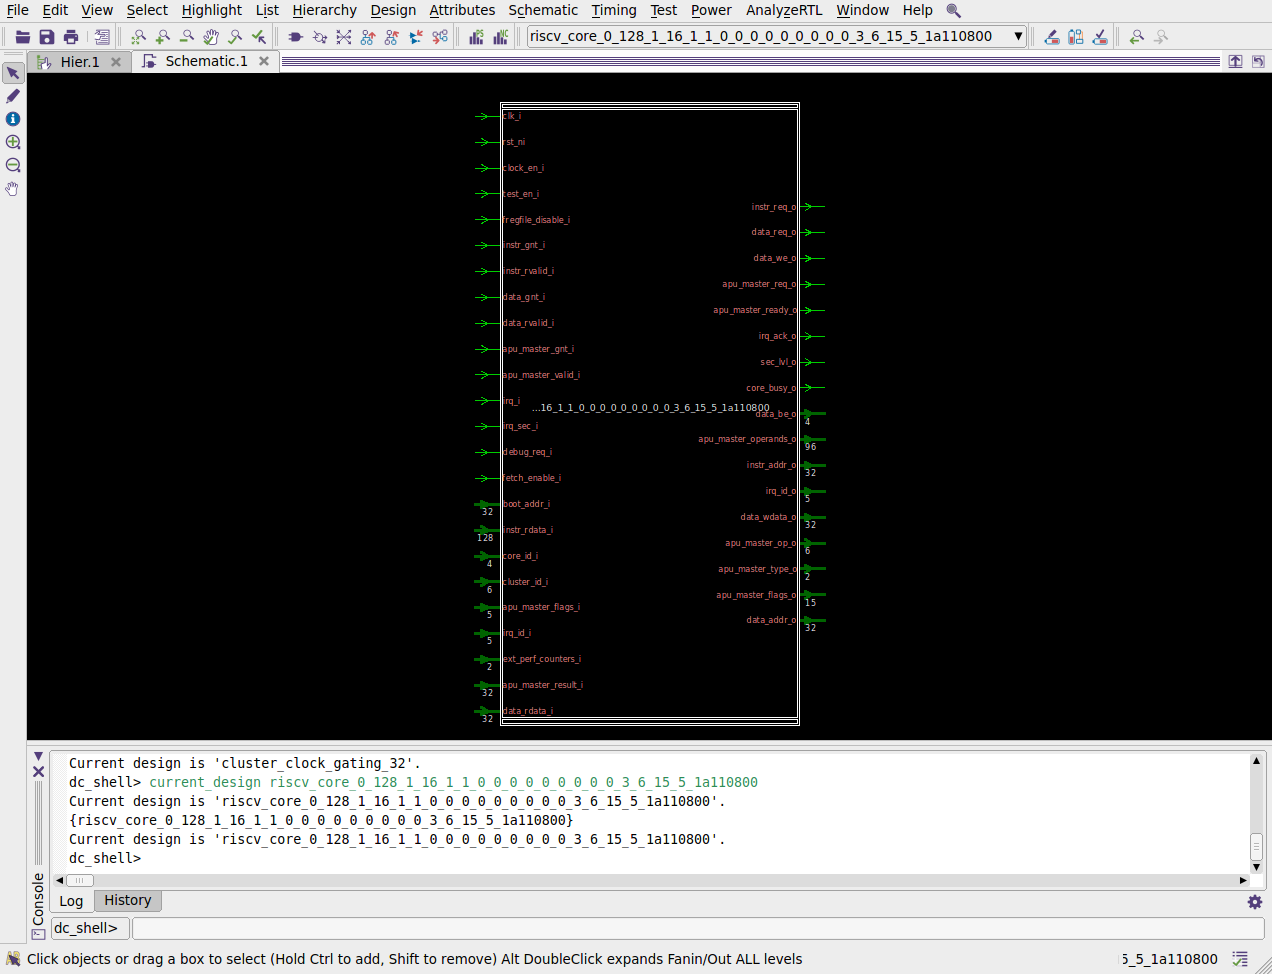 File Edit View Select Highlight List Hierarchy Design Attributes Schematic Timing Test Power AnalyzeRTL Window Help
riscv_core_0_128_1_16_1_1_0_0_0_0_0_0_0_0_0_3_6_15_5_1a110800
Hier.1 Schematic.1
clk_i
rst_ni
clock_en_i
test_en_i
fregfile_disable_i
instr_gnt_i
instr_rvalid_i
data_gnt_i
data_rvalid_i
apu_master_gnt_i
apu_master_valid_i
irq_i
irq_sec_i
debug_req_i
fetch_enable_i
boot_addr_i
32
instr_rdata_i
128
core_id_i
4
cluster_id_i
6
apu_master_flags_i
5
irq_id_i
5
ext_perf_counters_i
2
apu_master_result_i
32
data_rdata_i
32
...16_1_1_0_0_0_0_0_0_0_0_0_3_6_15_5_1a110800
instr_req_o
data_req_o
data_we_o
apu_master_req_o
apu_master_ready_o
irq_ack_o
sec_lvl_o
core_busy_o
data_be_o
4
apu_master_operands_o
96
instr_addr_o
32
irq_id_o
5
data_wdata_o
32
apu_master_op_o
6
apu_master_type_o
2
apu_master_flags_o
15
data_addr_o
32
Current design is 'cluster_clock_gating_32'.
dc_shell> current_design riscv_core_0_128_1_16_1_1_0_0_0_0_0_0_0_0_0_3_6_15_5_1a110800
Current design is 'riscv_core_0_128_1_16_1_1_0_0_0_0_0_0_0_0_0_3_6_15_5_1a110800'.
{riscv_core_0_128_1_16_1_1_0_0_0_0_0_0_0_0_0_3_6_15_5_1a110800}
Current design is 'riscv_core_0_128_1_16_1_1_0_0_0_0_0_0_0_0_0_3_6_15_5_1a110800'.
dc_shell>
Console
Log History
dc_shell>
Click objects or drag a box to select (Hold Ctrl to add, Shift to remove) Alt DoubleClick expands Fanin/Out ALL levels
5_5_1a110800